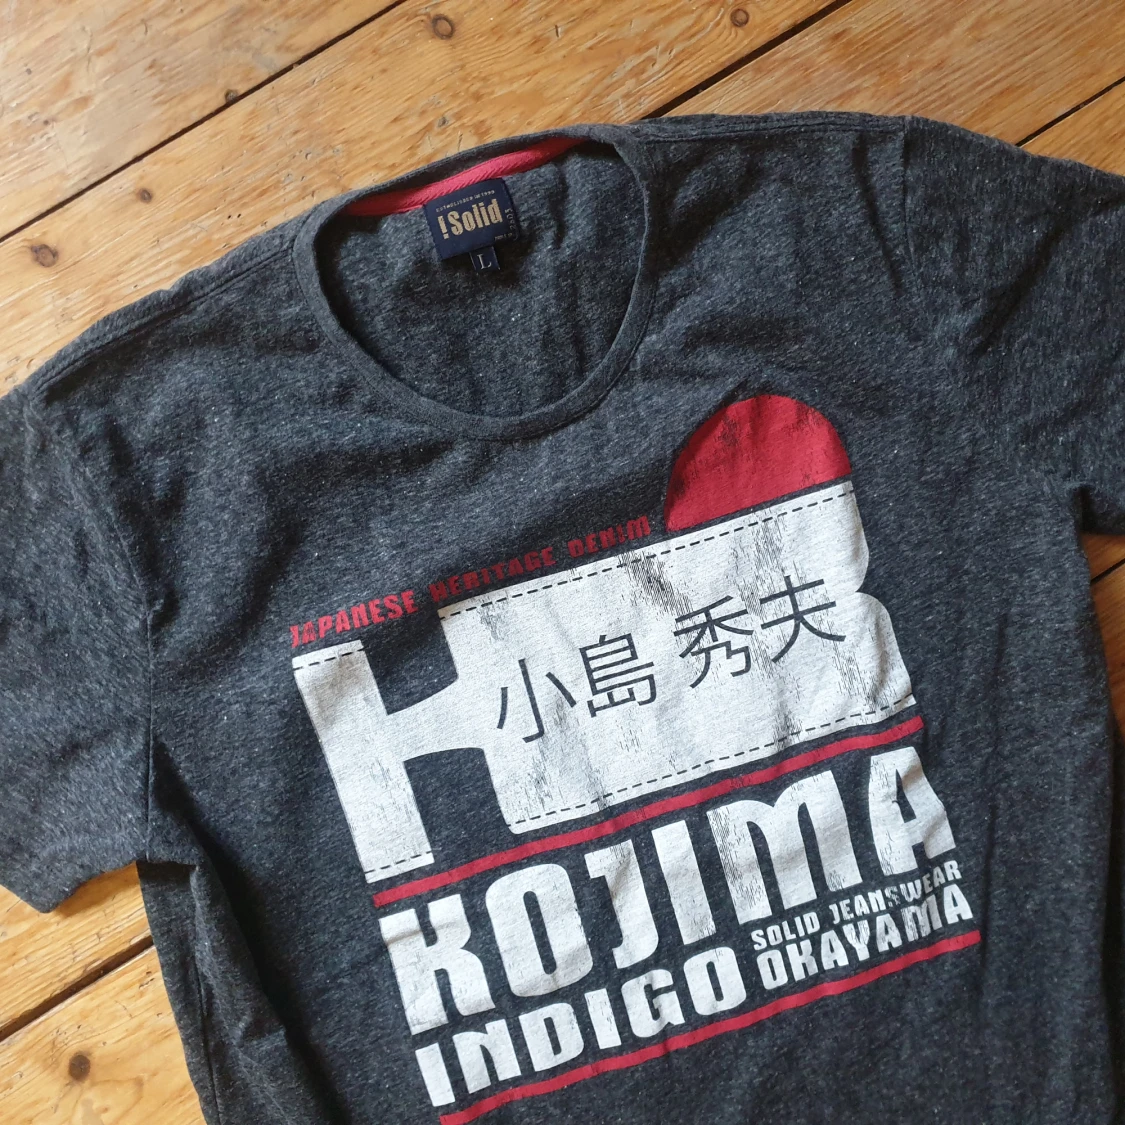 !Solid
L
JAPANESE HERITAGE DENIM
小島 秀夫
KOJIMA
INDIGO
SOLID JEANSWEAR
OKAYAMA